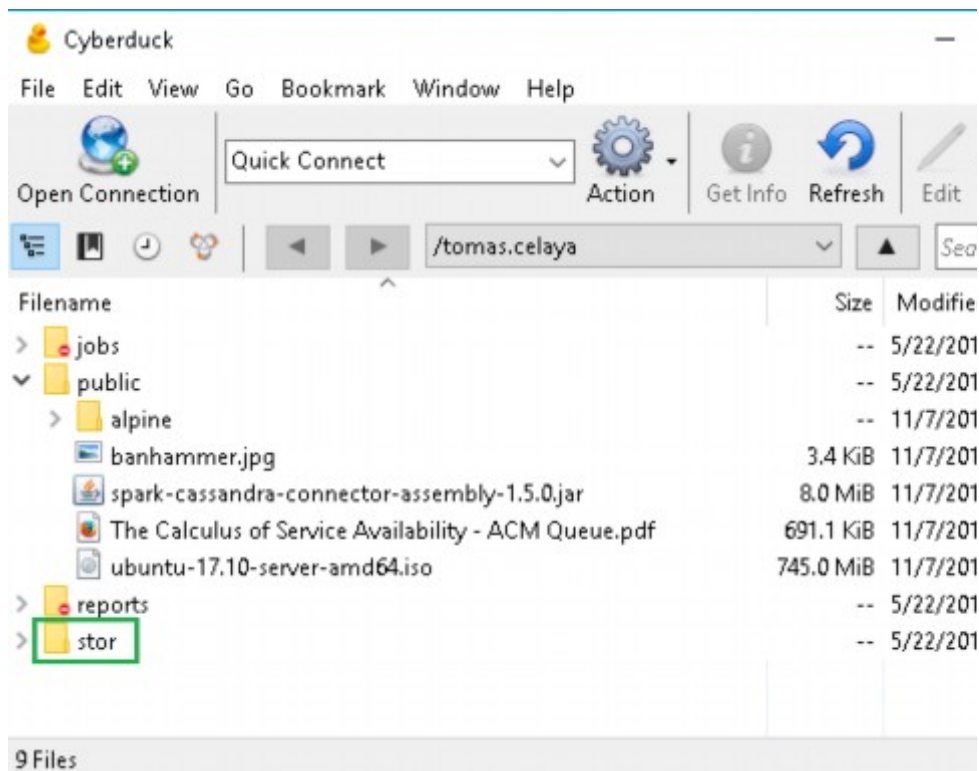 Cyberduck
File Edit View Go Bookmark Window Help
Quick Connect
Open Connection Action Get Info Refresh Edit
/tomas.celaya Sea
Filename Size Modifie
jobs -- 5/22/201
public -- 5/22/201
alpine -- 11/7/201
banhammer.jpg 3.4 KiB 11/7/201
spark-cassandra-connector-assembly-1.5.0.jar 8.0 MiB 11/7/201
The Calculus of Service Availability - ACM Queue.pdf 691.1 KiB 11/7/201
ubuntu-17.10-server-amd64.iso 745.0 MiB 11/7/201
reports -- 5/22/201
stor -- 5/22/201
9 Files